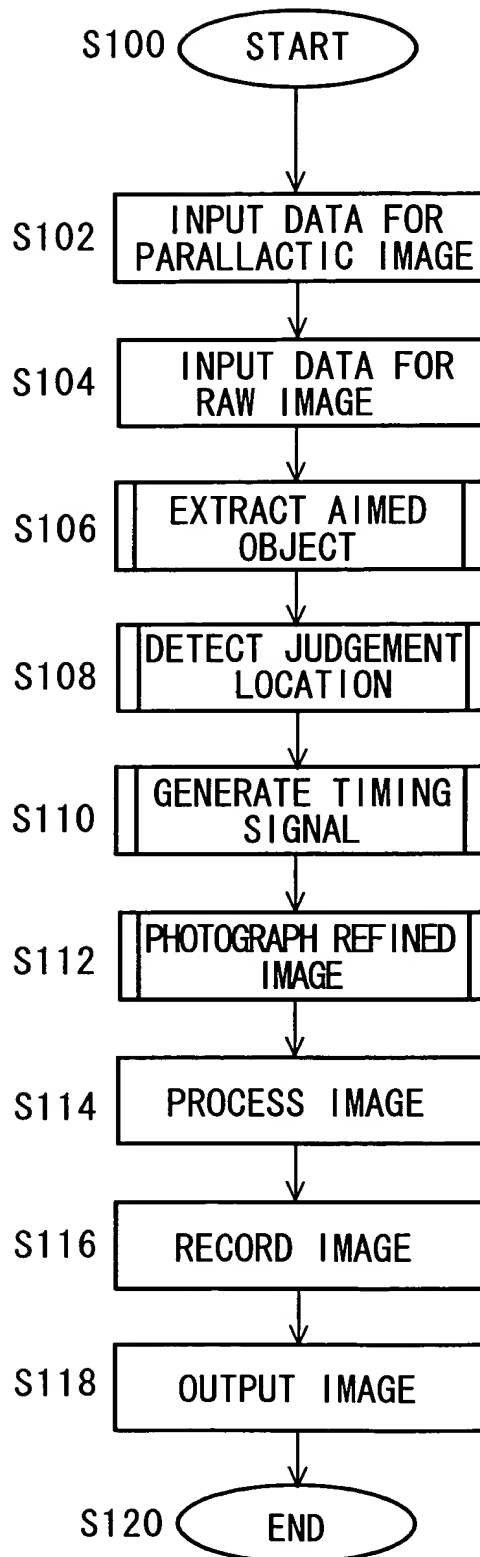 S100 START
S102 INPUT DATA FOR
PARALLACTIC IMAGE
S104 INPUT DATA FOR
RAW IMAGE
S106 EXTRACT AIMED
OBJECT
S108 DETECT JUDGEMENT
LOCATION
S110 GENERATE TIMING
SIGNAL
S112 PHOTOGRAPH REFINED
IMAGE
S114 PROCESS IMAGE
S116 RECORD IMAGE
S118 OUTPUT IMAGE
S120 END